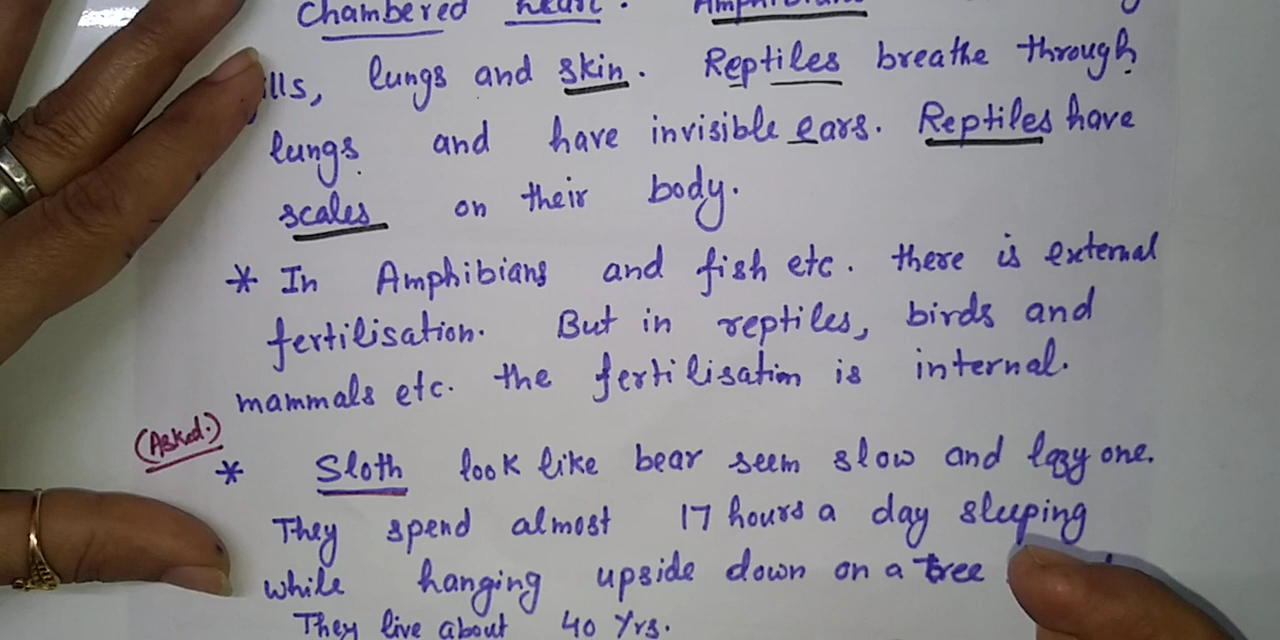 Chambered heart. Amphibians
ills, lungs and skin. Reptiles breathe through
lungs and have invisible ears. Reptiles have
scales on their body.
* In Amphibians and fish etc. there is external
fertilisation. But in reptiles, birds and
mammals etc. the fertilisation is internal.
(Asked.)
* Sloth look like bear seem slow and lazy one.
They spend almost 17 hours a day sleeping
while hanging upside down on a tree
They live about 40 Yrs.